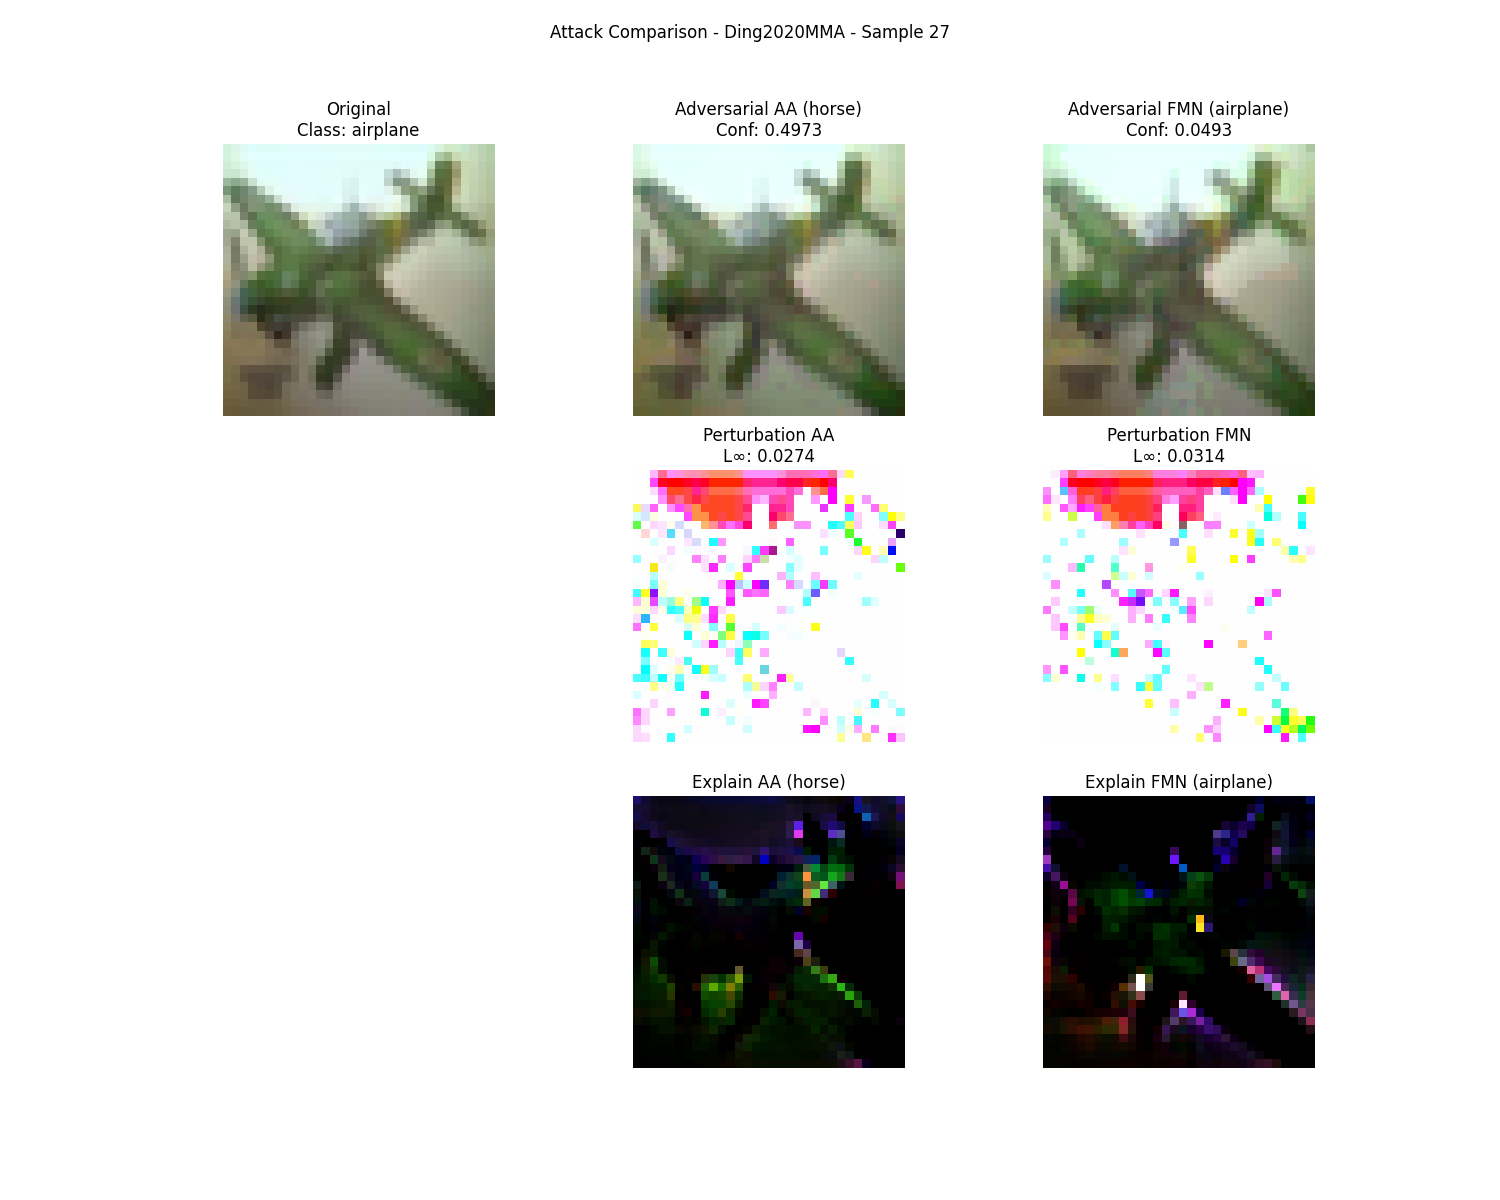 Attack Comparison - Ding2020MMA - Sample 27
Original
Class: airplane
Adversarial AA (horse)
Conf: 0.4973
Adversarial FMN (airplane)
Conf: 0.0493
Perturbation AA
L∞: 0.0274
Perturbation FMN
L∞: 0.0314
Explain AA (horse)
Explain FMN (airplane)